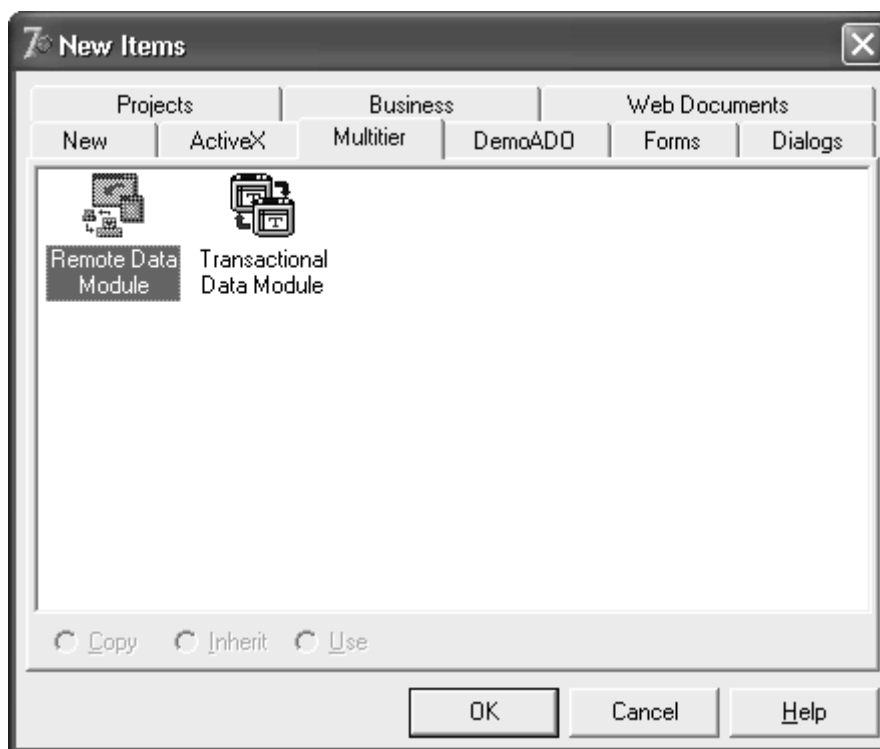 7 New Items
Projects Business Web Documents
New ActiveX Multitier DemoADO Forms Dialogs
Remote Data Transactional
Module Data Module
Copy Inherit Use
OK Cancel Help